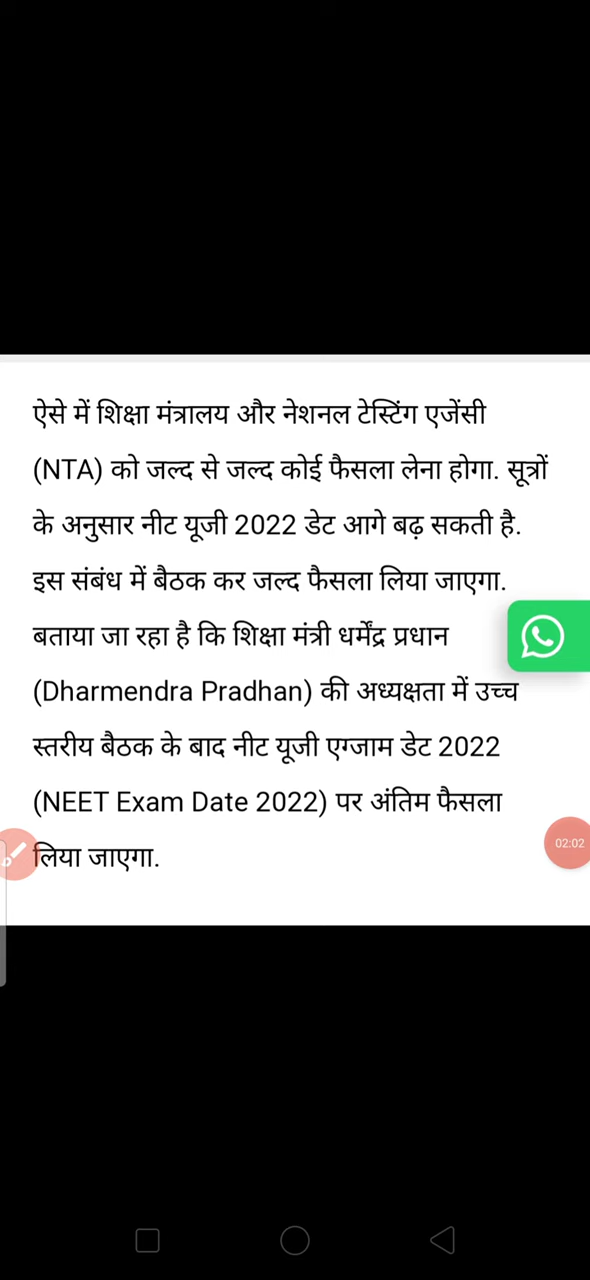 ऐसे में शिक्षा मंत्रालय और नेशनल टेस्टिंग एजेंसी
(NTA) को जल्द से जल्द कोई फैसला लेना होगा. सूत्रों
के अनुसार नीट यूजी 2022 डेट आगे बढ़ सकती है.
इस संबंध में बैठक कर जल्द फैसला लिया जाएगा.
बताया जा रहा है कि शिक्षा मंत्री धर्मेंद्र प्रधान
(Dharmendra Pradhan) की अध्यक्षता में उच्च
स्तरीय बैठक के बाद नीट यूजी एग्जाम डेट 2022
(NEET Exam Date 2022) पर अंतिम फैसला
02:02
लिया जाएगा.